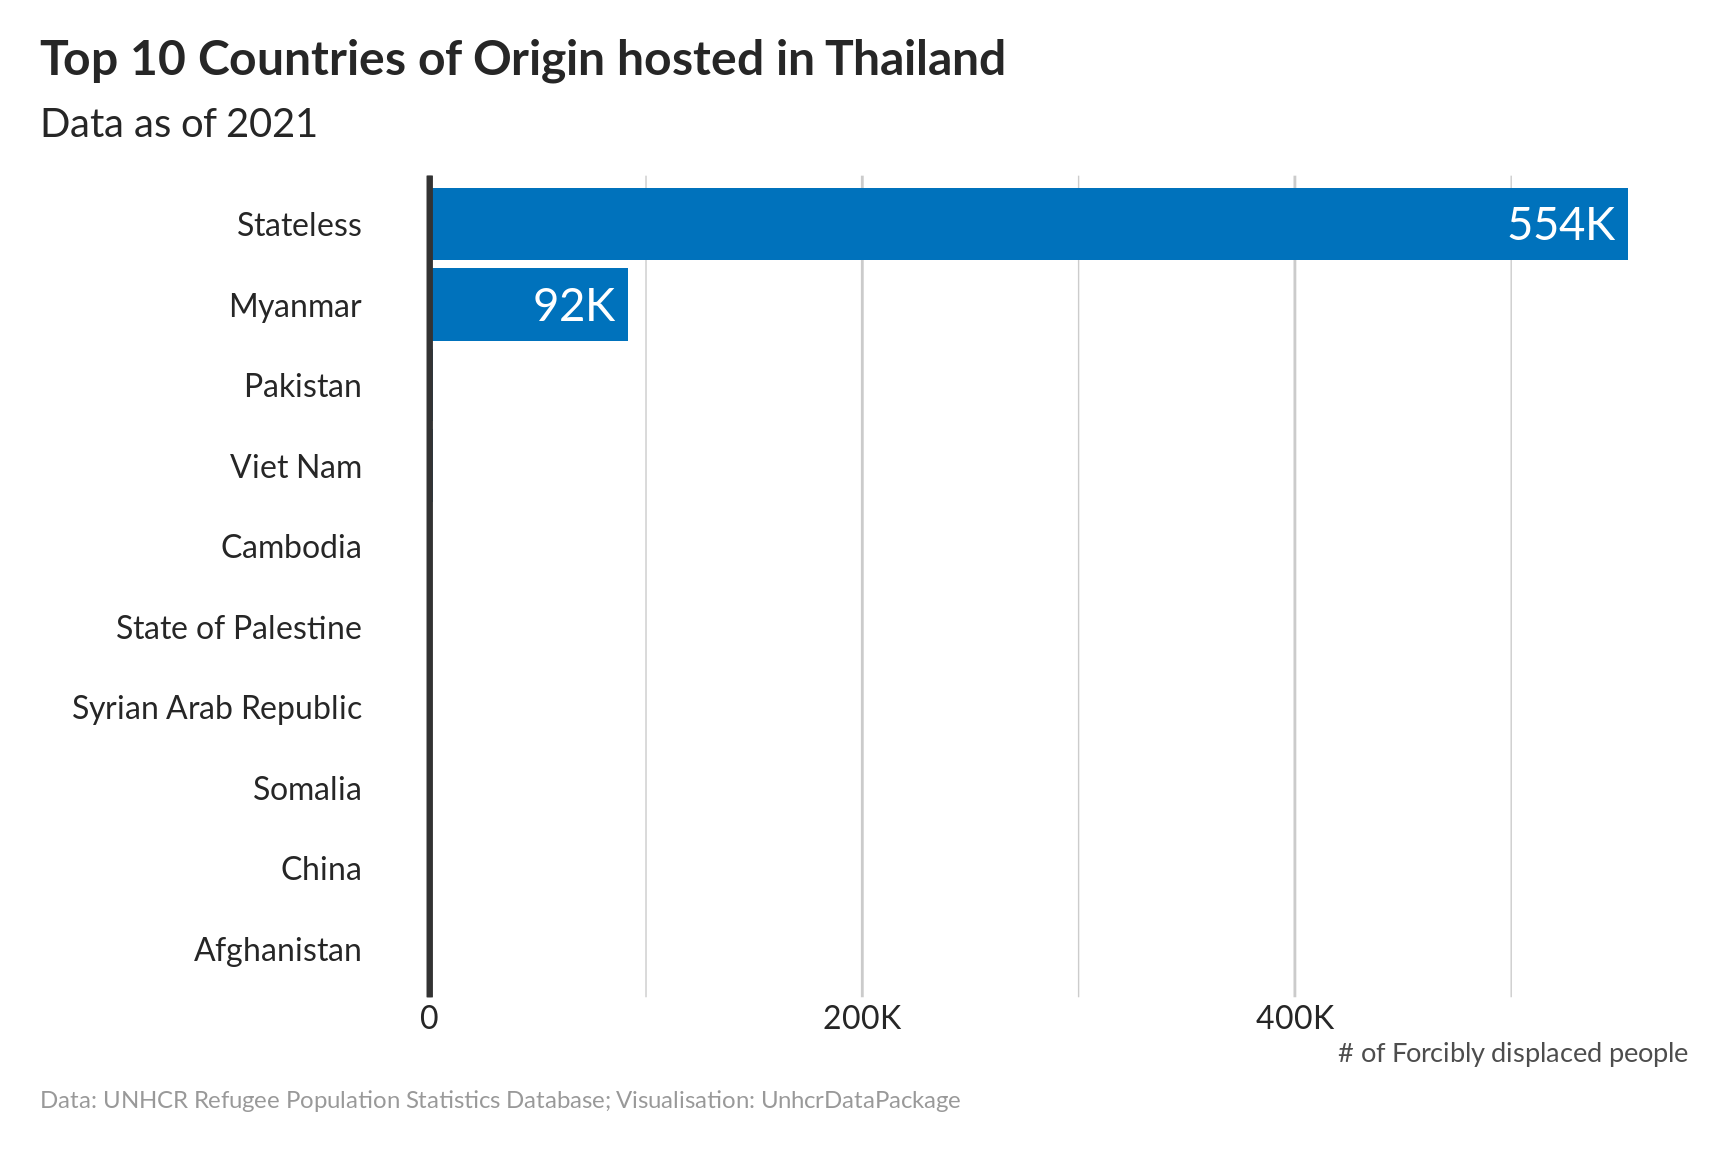 Top 10 Countries of Origin hosted in Thailand
Data as of 2021
Stateless
554K
Myanmar
92K
Pakistan
Viet Nam
Cambodia
State of Palestine
Syrian Arab Republic
Somalia
China
Afghanistan
0 200K 400K
# of Forcibly displaced people
Data: UNHCR Refugee Population Statistics Database; Visualisation: UnhcrDataPackage